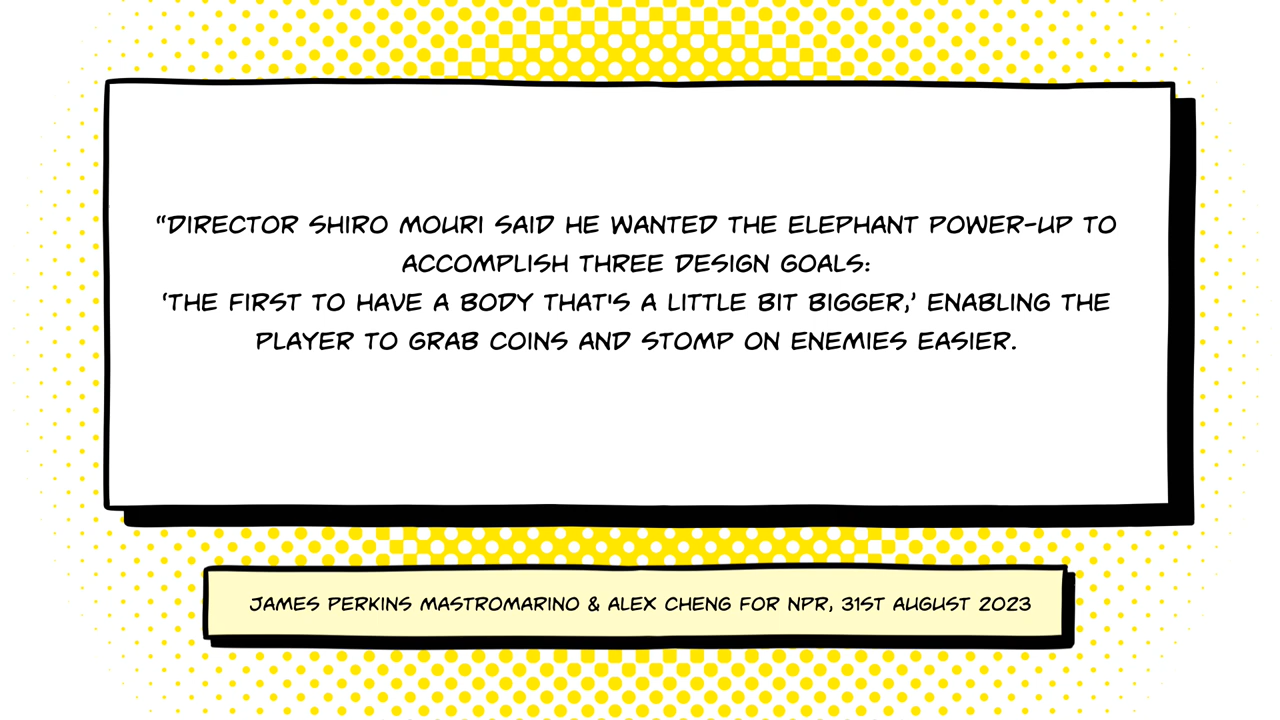 “DIRECTOR SHIRO MOURI SAID HE WANTED THE ELEPHANT POWER-UP TO
ACCOMPLISH THREE DESIGN GOALS:
‘THE FIRST TO HAVE A BODY THAT'S A LITTLE BIT BIGGER,’ ENABLING THE
PLAYER TO GRAB COINS AND STOMP ON ENEMIES EASIER.
JAMES PERKINS MASTROMARINO & ALEX CHENG FOR NPR, 31ST AUGUST 2023